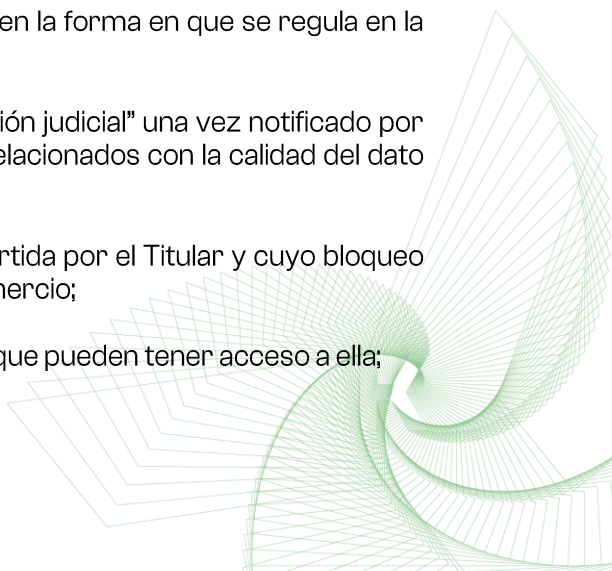 en la forma en que se regula en la
ión judicial” una vez notificado por
elacionados con la calidad del dato
rtida por el Titular y cuyo bloqueo
nercio;
que pueden tener acceso a ella;